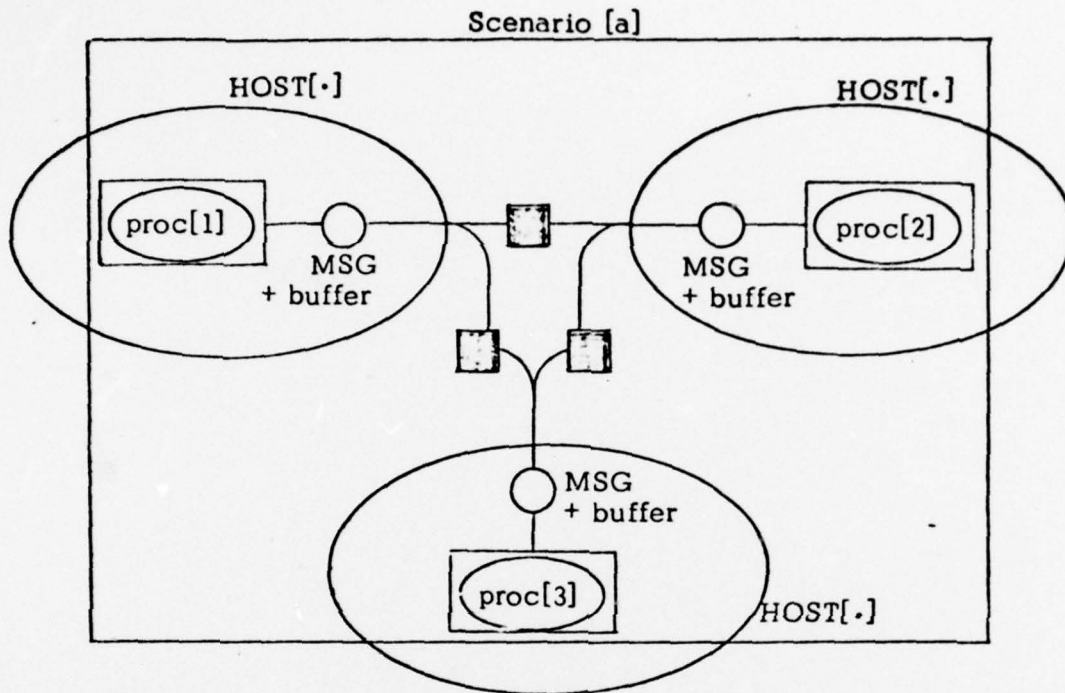 Scenario [a]
HOST[·]
HOST[·]
proc[1]
MSG
+ buffer
MSG
+ buffer
proc[2]
MSG
+ buffer
proc[3]
HOST[·]